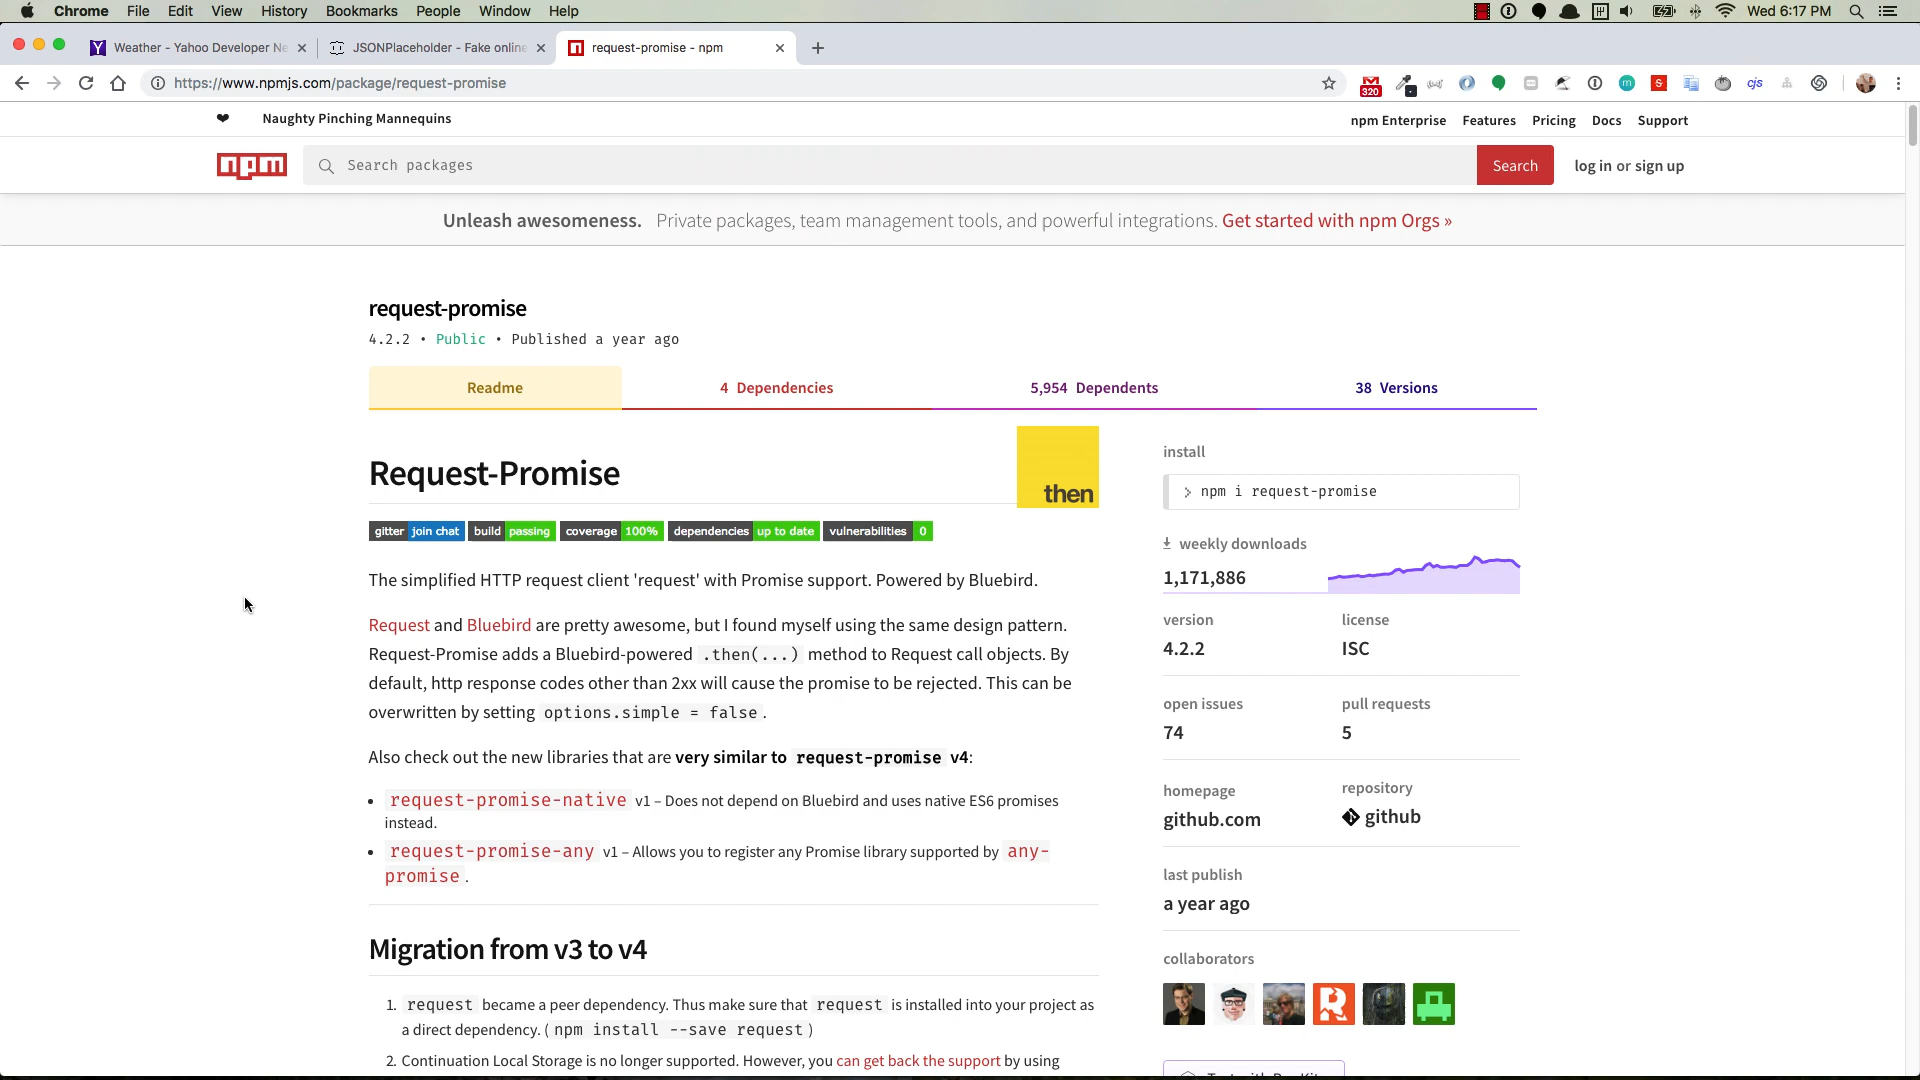 Chrome File Edit View History Bookmarks People Window Help Wed 6:17 PM
Weather - Yahoo Developer Ne JSONPlaceholder - Fake online request-promise - npm
https://www.npmjs.com/package/request-promise 320 cjs
❤ Naughty Pinching Mannequins npm Enterprise Features Pricing Docs Support
npm Search packages Search log in or sign up
Unleash awesomeness. Private packages, team management tools, and powerful integrations. Get started with npm Orgs »
request-promise
4.2.2 • Public • Published a year ago
Readme 4 Dependencies 5,954 Dependents 38 Versions
Request-Promise
then
gitter join chat build passing coverage 100% dependencies up to date vulnerabilities 0
The simplified HTTP request client 'request' with Promise support. Powered by Bluebird.
Request and Bluebird are pretty awesome, but I found myself using the same design pattern.
Request-Promise adds a Bluebird-powered .then(...) method to Request call objects. By
default, http response codes other than 2xx will cause the promise to be rejected. This can be
overwritten by setting options.simple = false.
Also check out the new libraries that are very similar to request-promise v4:
• request-promise-native v1 – Does not depend on Bluebird and uses native ES6 promises
instead.
• request-promise-any v1 – Allows you to register any Promise library supported by any-
promise.
Migration from v3 to v4
1. request became a peer dependency. Thus make sure that request is installed into your project as
a direct dependency. (npm install --save request)
2. Continuation Local Storage is no longer supported. However, you can get back the support by using
install
> npm i request-promise
weekly downloads
1,171,886
version license
4.2.2 ISC
open issues pull requests
74 5
homepage repository
github.com github
last publish
a year ago
collaborators